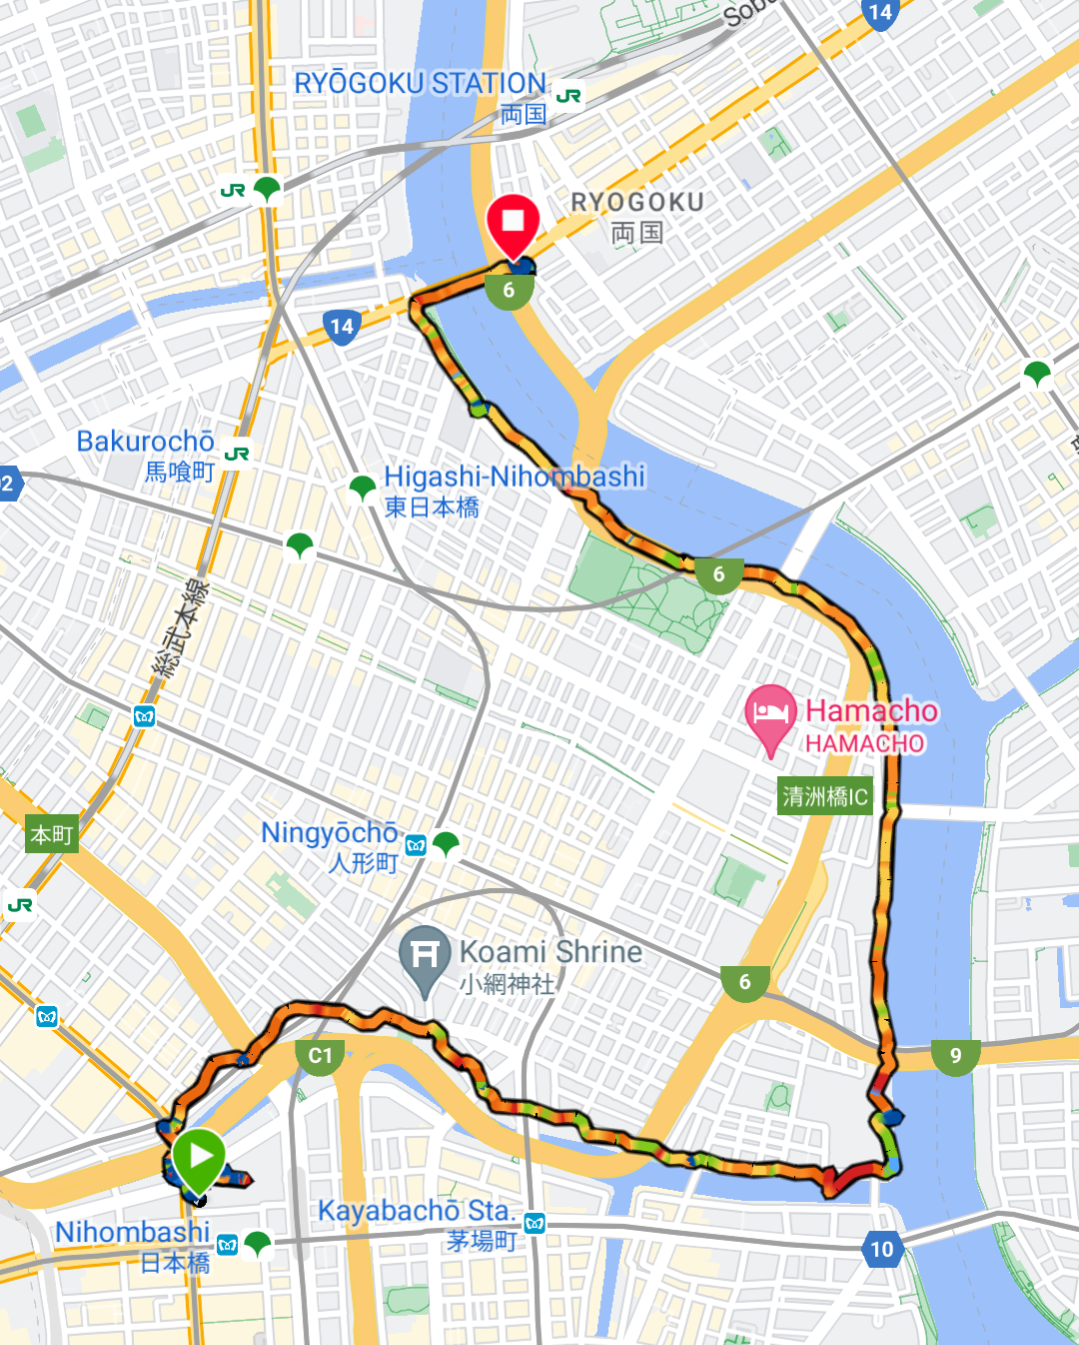 14
Sobu
RYŌGOKU STATION
両国
JR
JR
RYOGOKU
両国
6
14
Bakurochō
馬喰町
JR
Higashi-Nihombashi
東日本橋
6
総武本線
Hamacho
HAMACHO
清洲橋IC
本町
Ningyōchō
人形町
JR
Koami Shrine
小網神社
6
C1
9
Nihombashi
日本橋
Kayabachō Sta.
茅場町
10